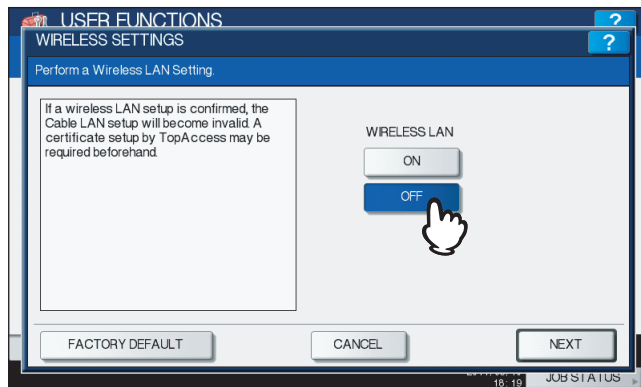 USER FUNCTIONS
?
WIRELESS SETTINGS
?
Perform a Wireless LAN Setting.
If a wireless LAN setup is confirmed, the
Cable LAN setup will become invalid. A
certificate setup by TopAccess may be
required beforehand.
WIRELESS LAN
ON
OFF
FACTORY DEFAULT
CANCEL
NEXT
18:19
JOB STATUS